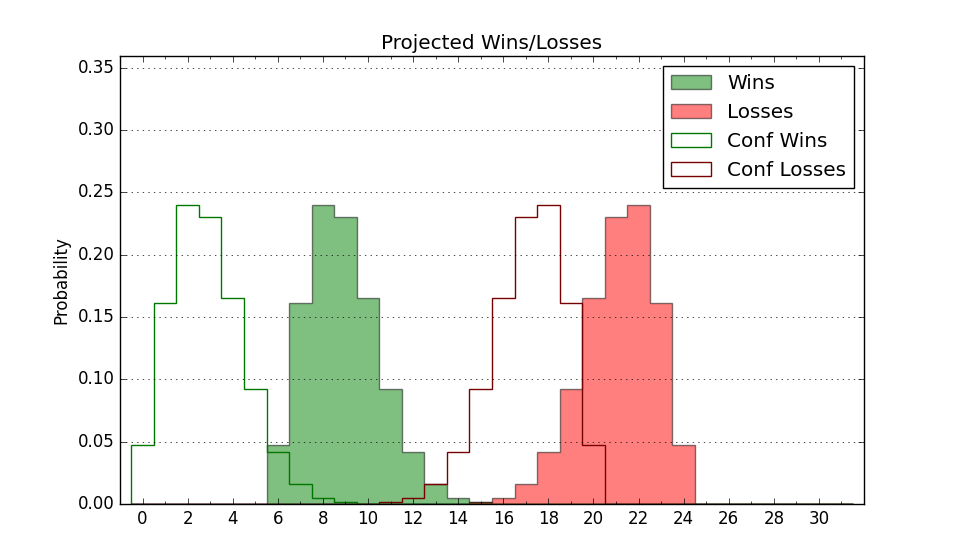 Projected Wins/Losses
0.35
0.30
0.25
0.20
0.15
0.10
0.05
0.00
Probability
Wins
Losses
Conf Wins
Conf Losses
0 2 4 6 8 10 12 14 16 18 20 22 24 26 28 30